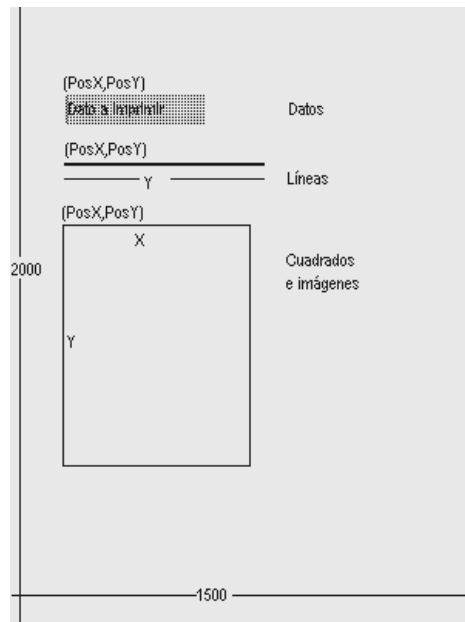 (PosX,PosY)
Dato a Imprimir
Datos
(PosX,PosY)
Y
Líneas
(PosX,PosY)
X
Cuadrados
e imágenes
2000
Y
1500